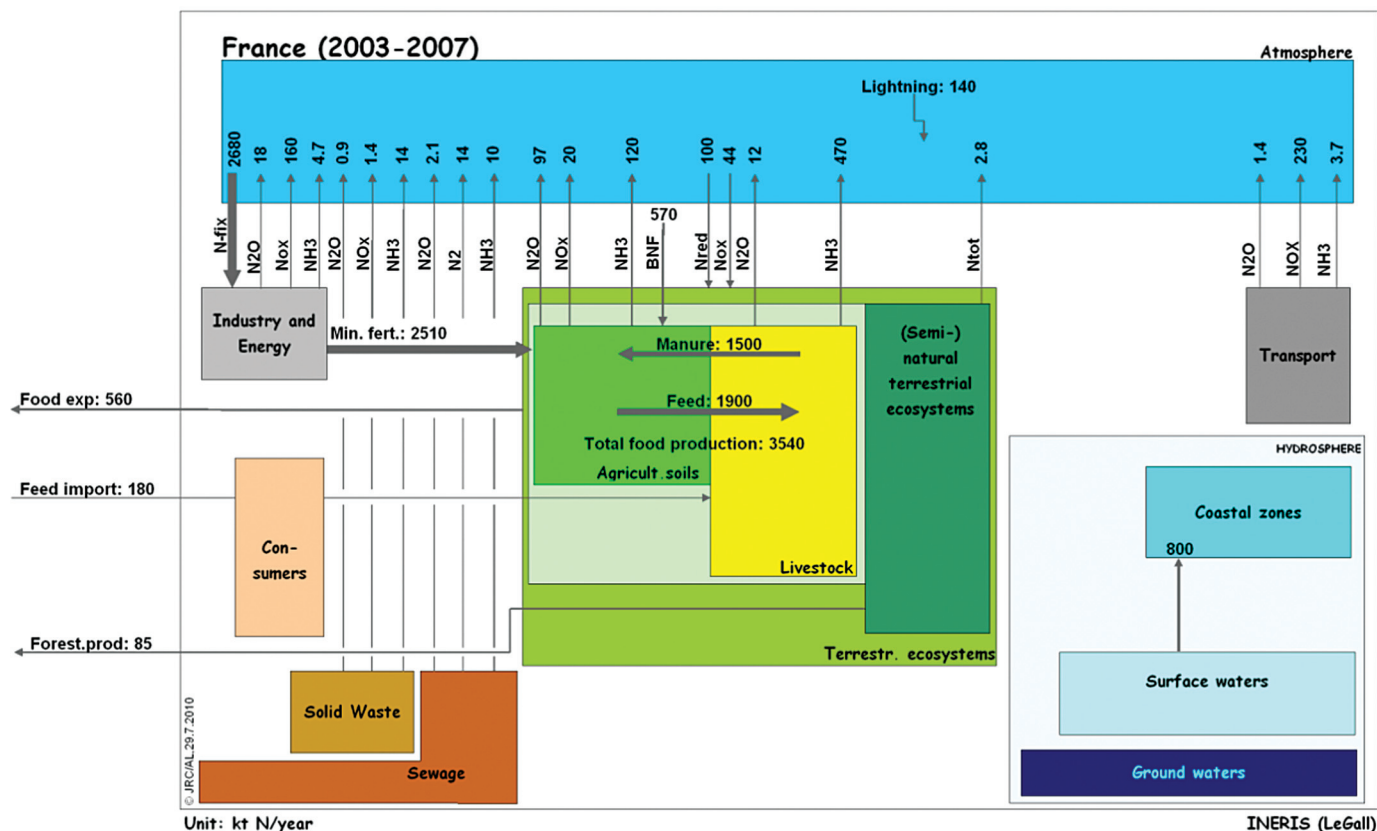 France (2003-2007)
Atmosphere
Lightning: 140
2680
18
160
4.7
0.9
1.4
14
2.1
14
10
97
20
120
100
44
12
470
2.8
1.4
230
3.7
570
N-fix
N2O
Nox
NH3
N2O
NOx
NH3
N2O
N2
NH3
N2O
NOx
NH3
BNF
Nred
Nox
N2O
NH3
Ntot
N2O
NOX
NH3
Industry and
Energy
Min. fert.: 2510
Manure: 1500
(Semi-)
natural
terrestrial
ecosystems
Transport
Food exp: 560
Feed: 1900
Total food production: 3540
Agricult.soils
HYDROSPHERE
Feed import: 180
Coastal zones
Con-
sumers
800
Livestock
Forest.prod: 85
Terrestr. ecosystems
Surface waters
Solid Waste
Sewage
Ground waters
© JRC/AL.29.7.2010
Unit: kt N/year
INERIS (LeGall)